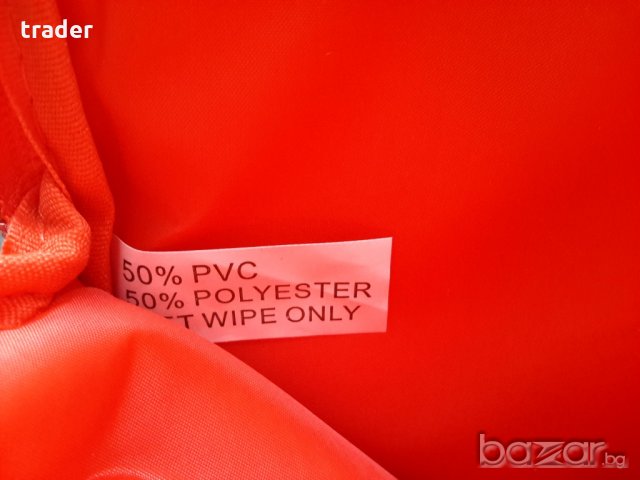 trader
50% PVC
50% POLYESTER
WIPE ONLY
bazar.bg